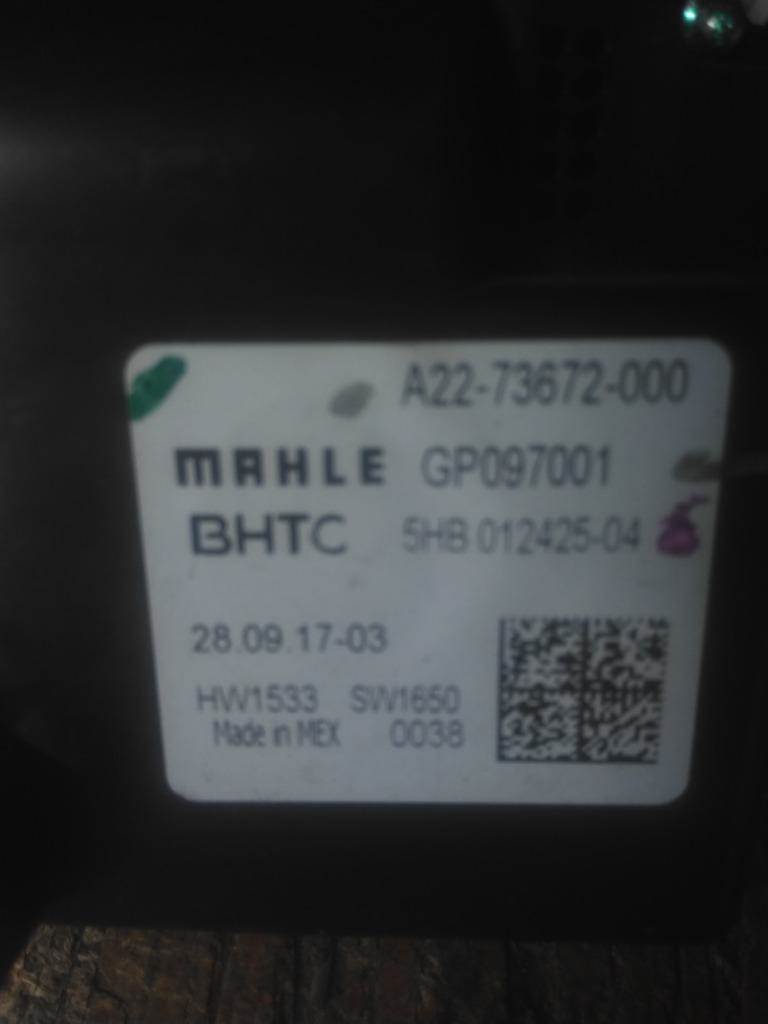 A22-73672-000
MAHLE GP097001
BHTC 5HB 012425-04
28.09.17-03
HW1533 SW1650
Made in MEX 0038